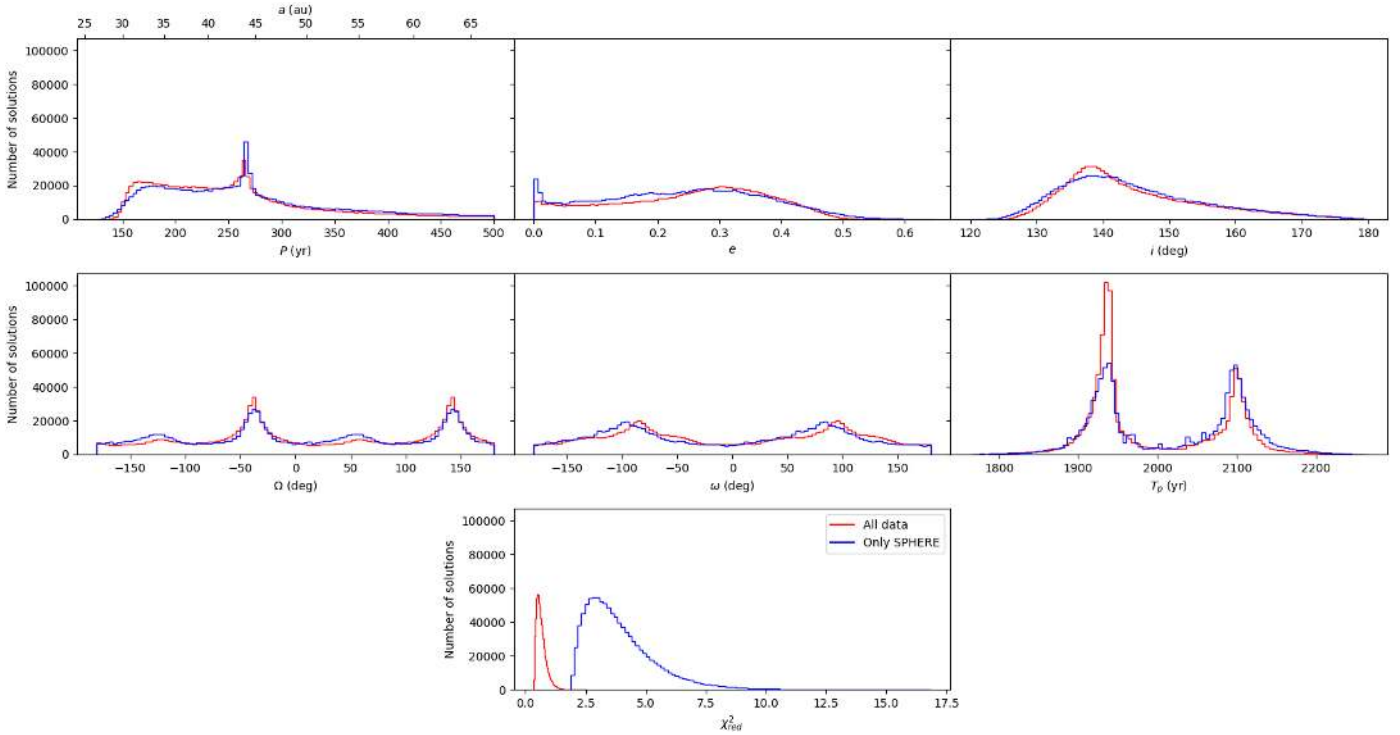 a (au)
25 30 35 40 44 45 50 55 60 65
100000
80000
60000
40000
20000
0
Number of solutions
150 200 250 300 350 400 450 500
P (yr)
0.0 0.1 0.2 0.3 0.4 0.5 0.6
e
120 130 140 150 160 170 180
i (deg)
100000
80000
60000
40000
20000
0
Number of solutions
−150 −100 −50 0 50 100 150
Ω (deg)
−150 −100 −50 0 50 100 150
ω (deg)
1800 1900 2000 2100 2200
Tp (yr)
100000
80000
60000
40000
20000
0
Number of solutions
All data
Only SPHERE
0.0 2.5 5.0 7.5 10.0 12.5 15.0 17.5
χ²red